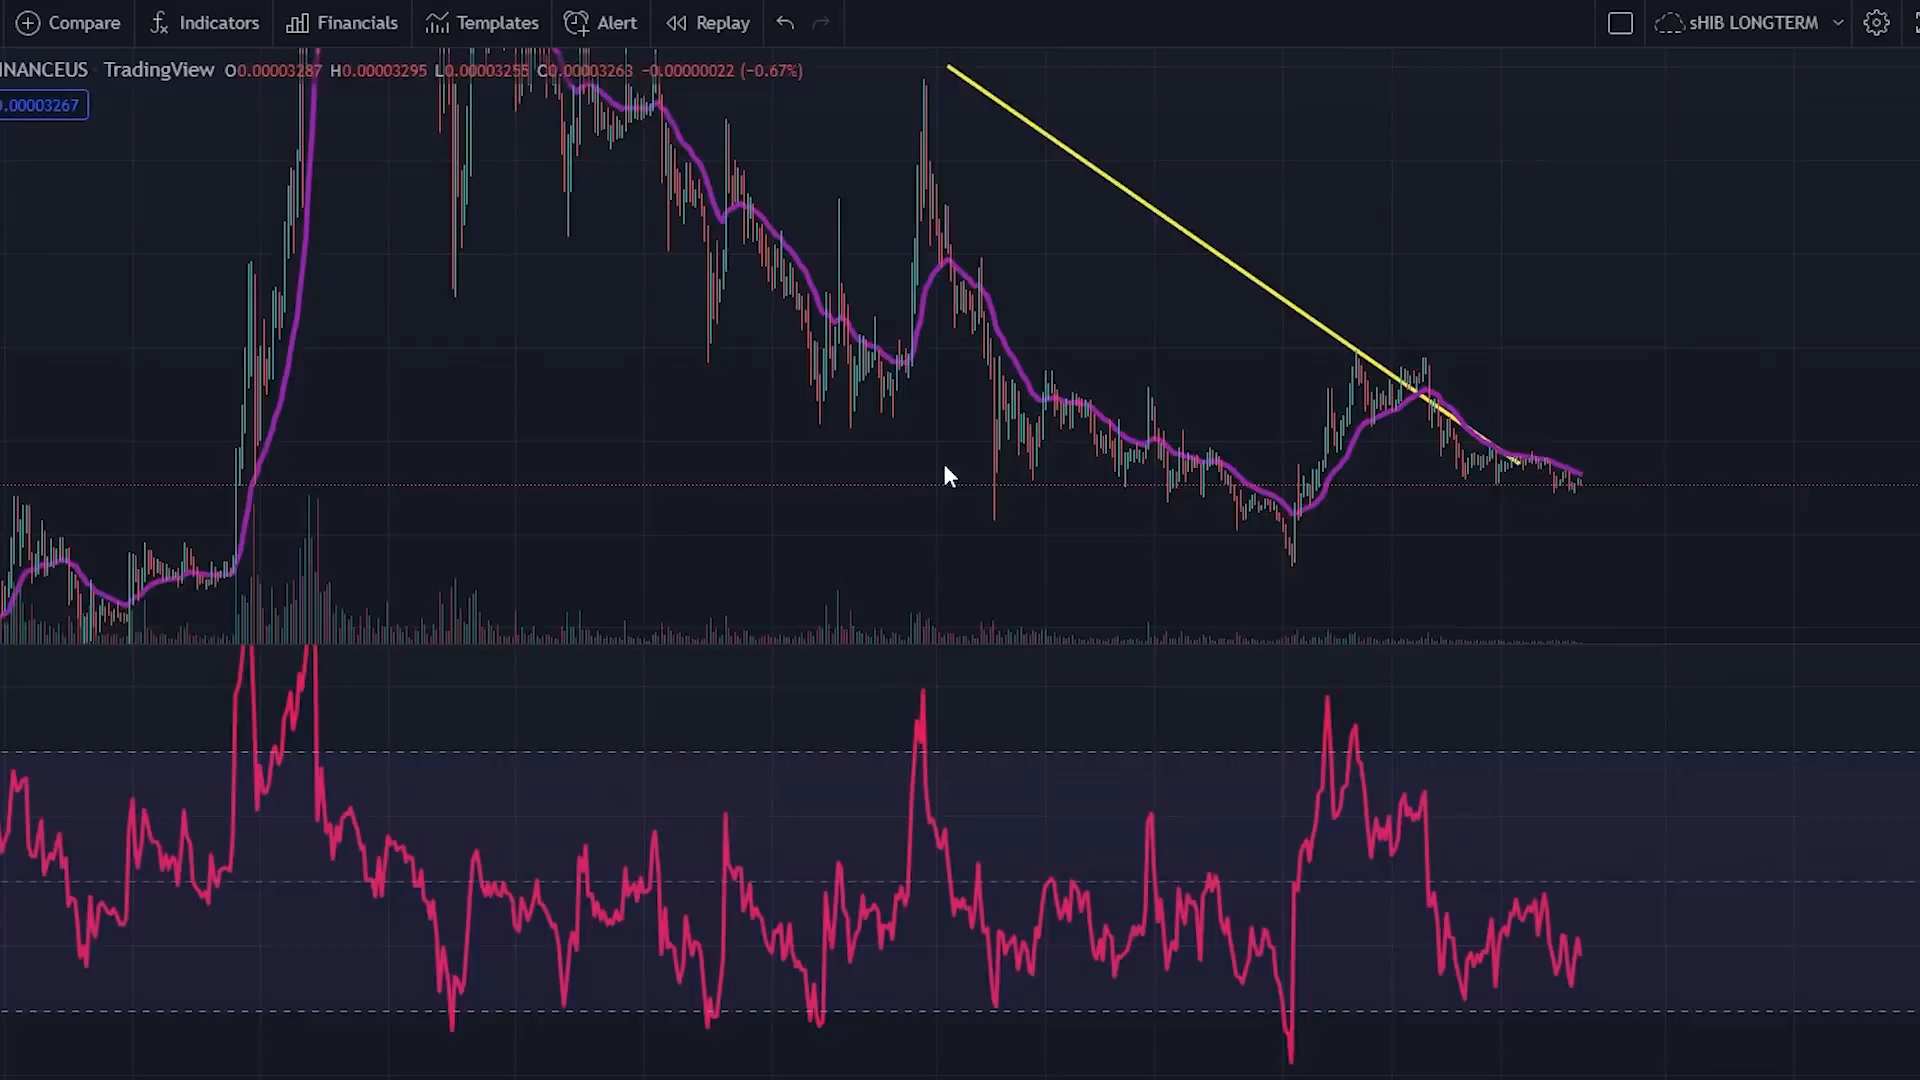 Compare Indicators Financials Templates Alert Replay sHIB LONGTERM
INANCEUS TradingView O0.00003287 H0.00003295 L0.00003255 C0.00003263 −0.00000022 (−0.67%)
0.00003267